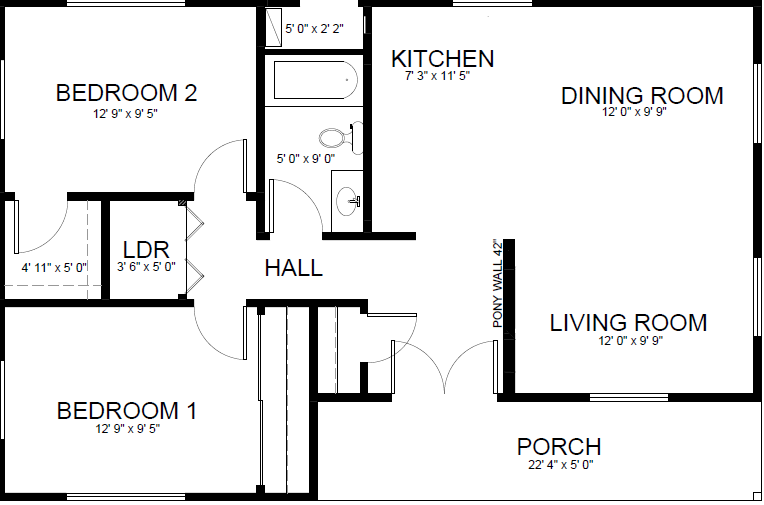 5' 0" x 2' 2"
KITCHEN
7' 3" x 11' 5"
BEDROOM 2
12' 9" x 9' 5"
DINING ROOM
12' 0" x 9' 9"
5' 0" x 9' 0"
LDR
3' 6" x 5' 0"
4' 11" x 5' 0"
HALL
PONY WALL 42"
LIVING ROOM
12' 0" x 9' 9"
BEDROOM 1
12' 9" x 9' 5"
PORCH
22' 4" x 5' 0"